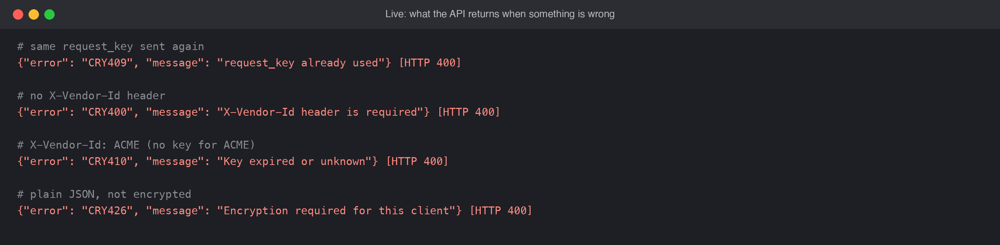 Live: what the API returns when something is wrong
# same request_key sent again
{"error": "CRY409", "message": "request_key already used"} [HTTP 400]
# no X−Vendor−Id header
{"error": "CRY400", "message": "X−Vendor−Id header is required"} [HTTP 400]
# X−Vendor−Id: ACME (no key for ACME)
{"error": "CRY410", "message": "Key expired or unknown"} [HTTP 400]
# plain JSON, not encrypted
{"error": "CRY426", "message": "Encryption required for this client"} [HTTP 400]